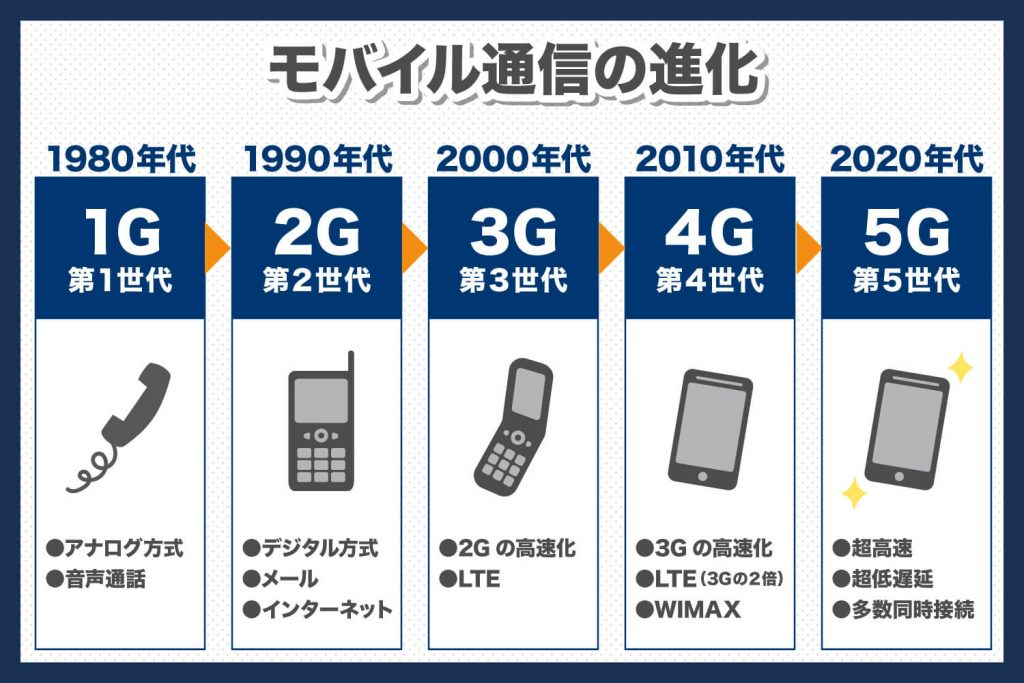 モバイル通信の進化
1980年代
1G
第1世代
●アナログ方式
●音声通話
1990年代
2G
第2世代
●デジタル方式
●メール
●インターネット
2000年代
3G
第3世代
●2Gの高速化
●LTE
2010年代
4G
第4世代
●3Gの高速化
●LTE（3Gの2倍）
●WIMAX
2020年代
5G
第5世代
●超高速
●超低遅延
●多数同時接続